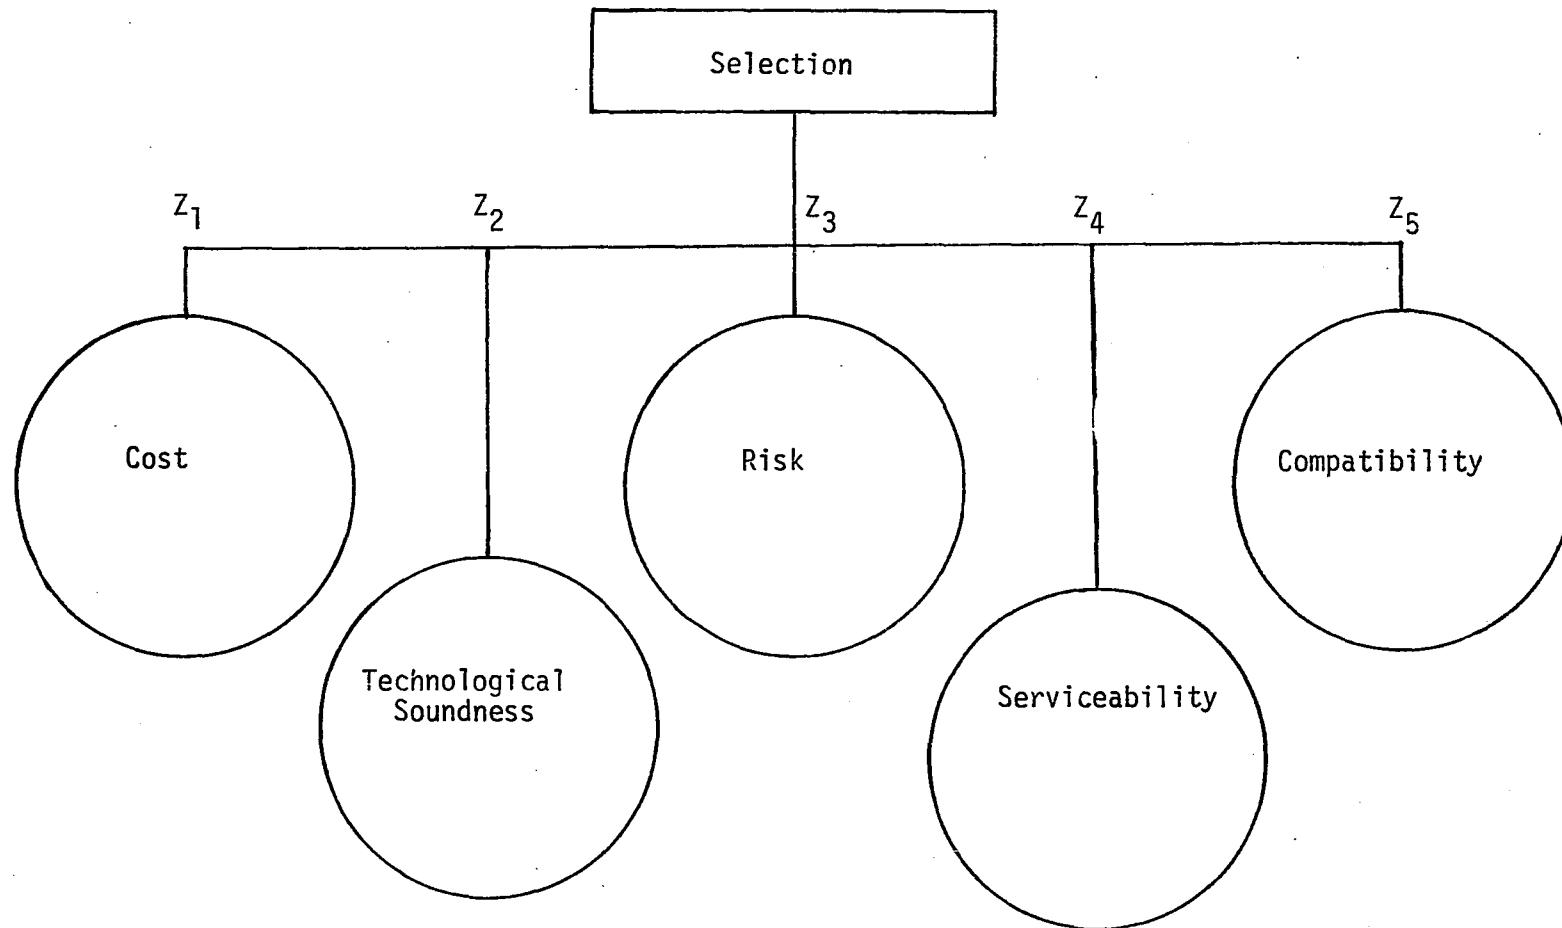 Selection
Z1 Z2 Z3 Z4 Z5
Cost
Risk
Compatibility
Technological
Soundness
Serviceability